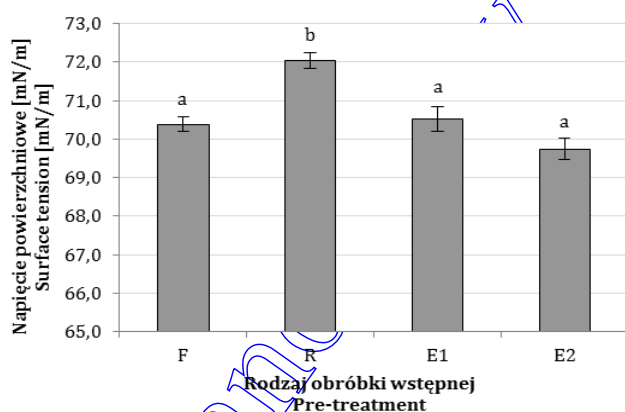 Napięcie powierzchniowe [mN/m]
Surface tension [mN/m]
73,0
72,0
71,0
70,0
69,0
68,0
67,0
66,0
65,0
a
b
a
a
F
R
E1
E2
Rodzaj obróbki wstępnej
Pre-treatment